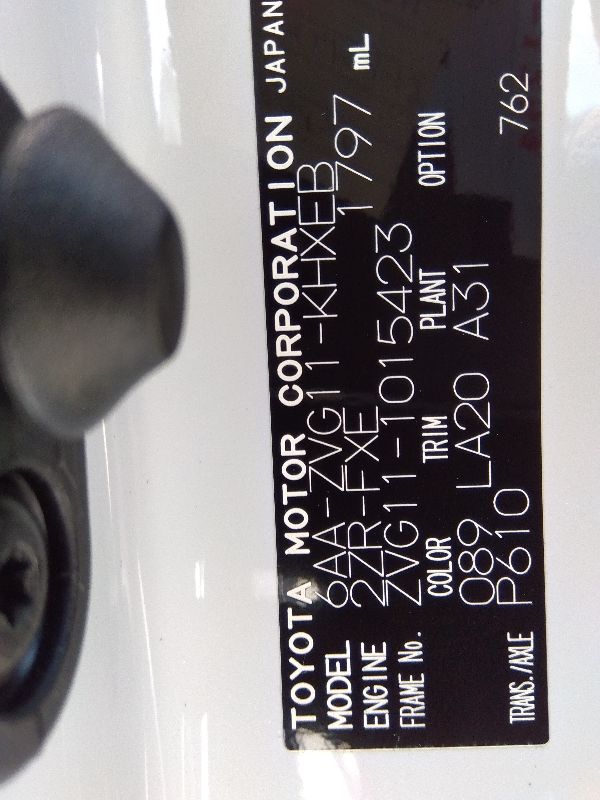 TOYOTA MOTOR CORPORATION JAPAN
MODEL 6AA-ZVG11-KHXEB
ENGINE 2ZR-FXE 1797 mL
FRAME No. ZVG11-1015423
COLOR TRIM PLANT OPTION
089 LA20 A31
TRANS./AXLE P610 762